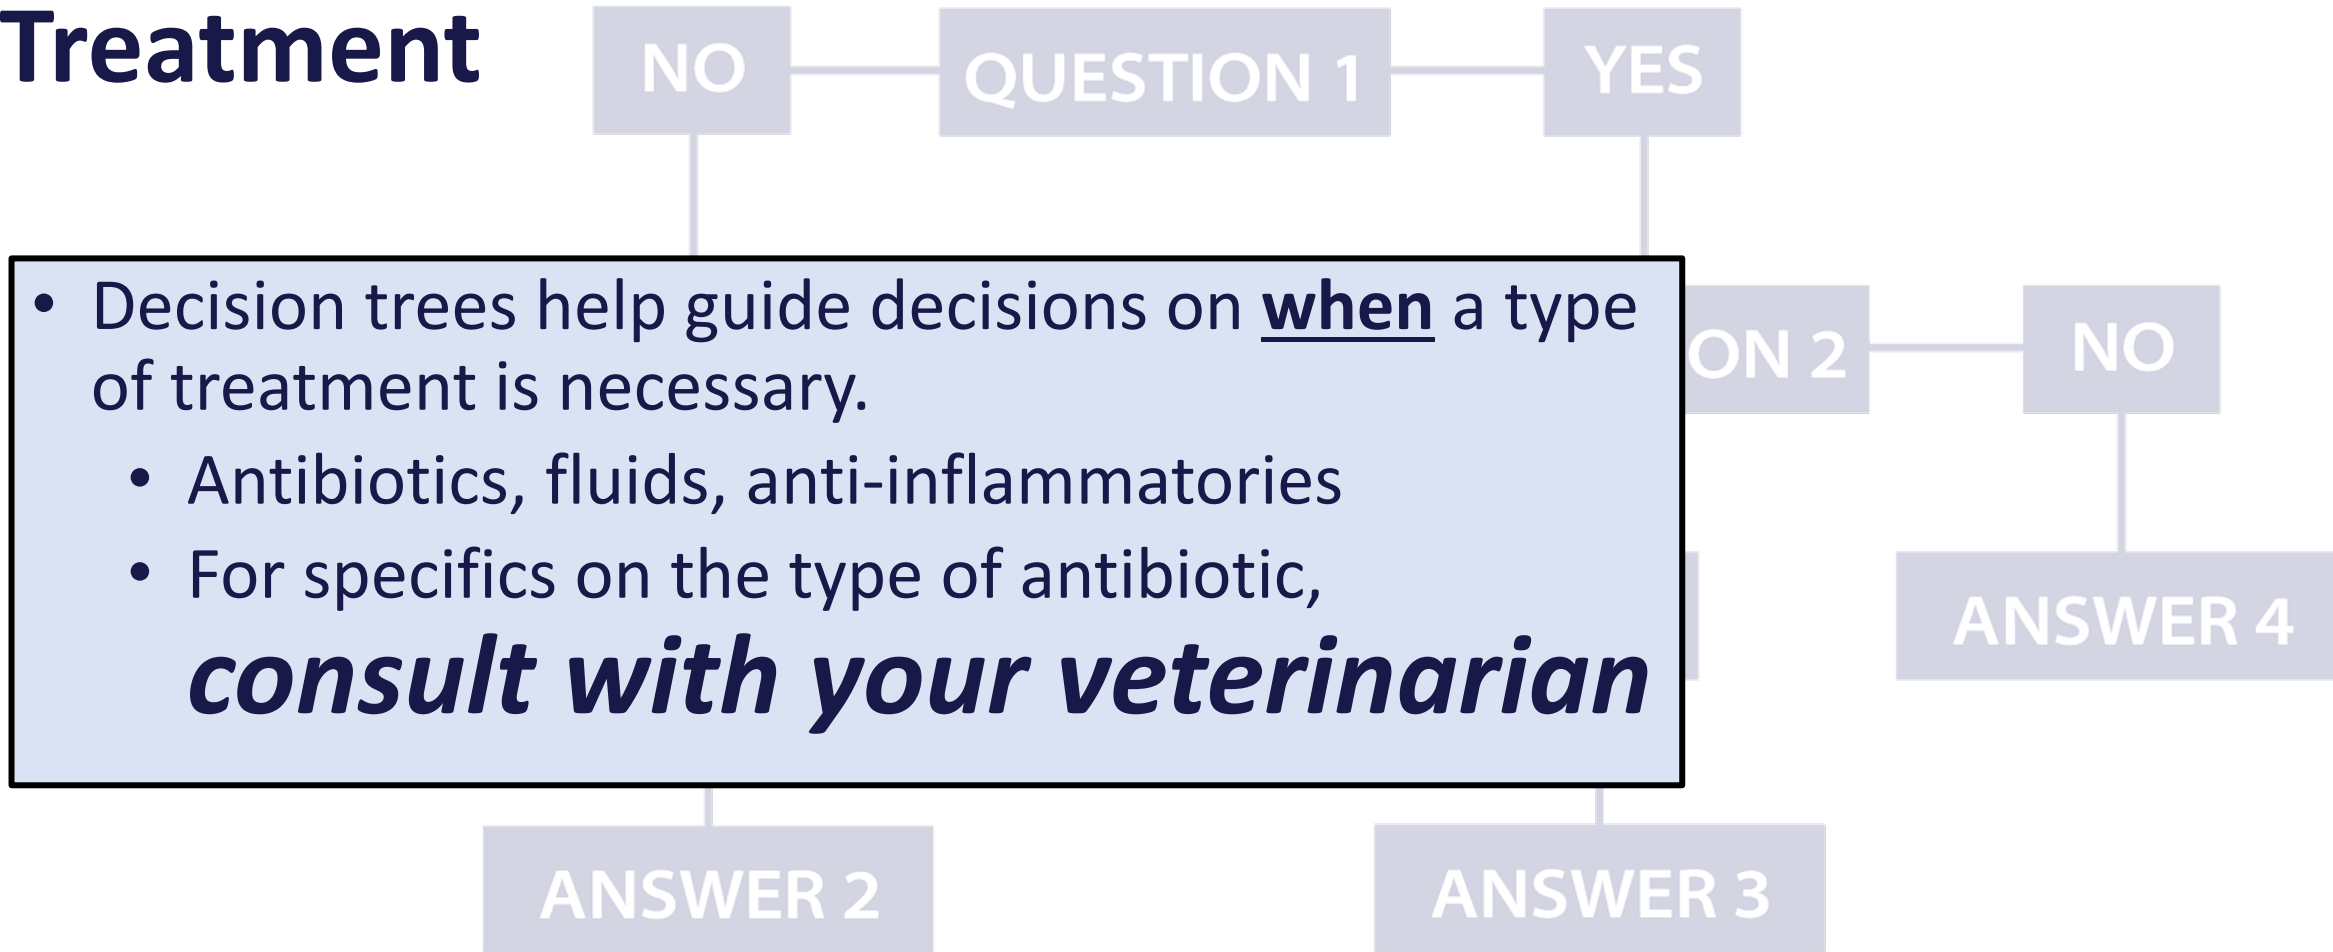 Treatment
NO
QUESTION 1
YES
• Decision trees help guide decisions on when a type
of treatment is necessary.
• Antibiotics, fluids, anti-inflammatories
• For specifics on the type of antibiotic,
consult with your veterinarian
ON 2
NO
ANSWER 4
ANSWER 2
ANSWER 3